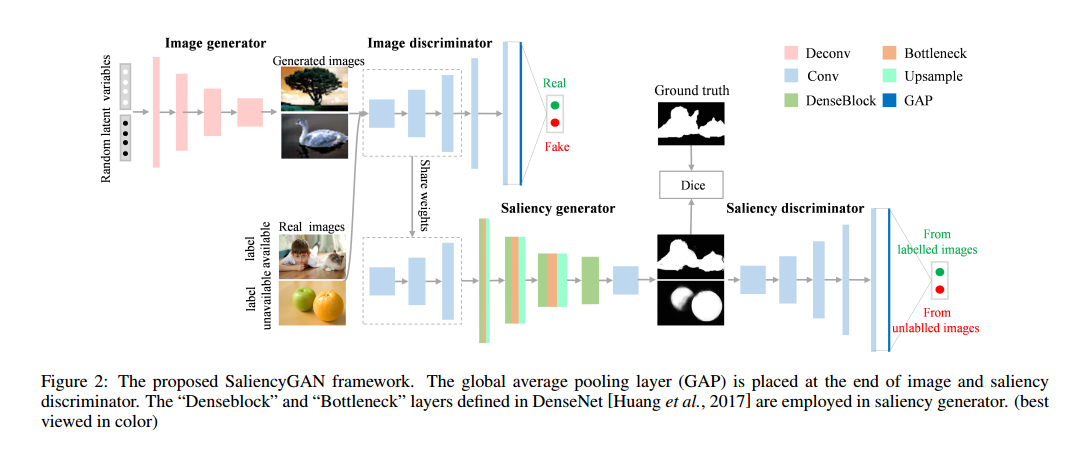 Image generator
Image discriminator
Random latent variables
Generated images
Real
Fake
Deconv
Conv
DenseBlock
Bottleneck
Upsample
GAP
Ground truth
Dice
Share weights
Saliency generator
Saliency discriminator
Real images
label
available
label
unavailable
From
labelled images
From
unlablled images
Figure 2: The proposed SaliencyGAN framework. The global average pooling layer (GAP) is placed at the end of image and saliency
discriminator. The “Denseblock” and “Bottleneck” layers defined in DenseNet [Huang et al., 2017] are employed in saliency generator. (best
viewed in color)